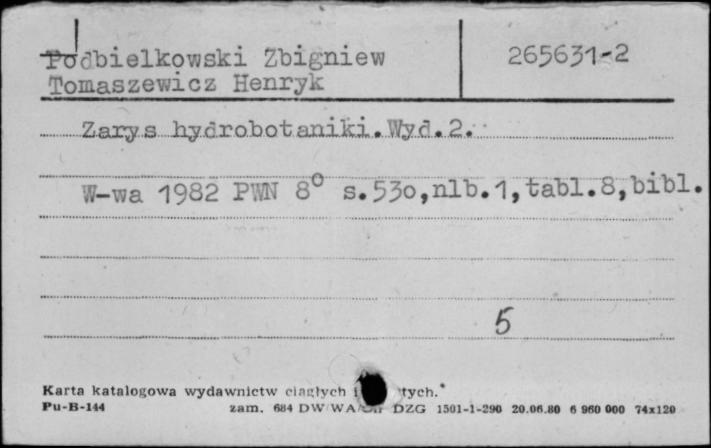 Podbielkowski Zbigniew 265631-2
Tomaszewicz Henryk
Zarys hydrobotaniki. Wyd. 2.
W-wa 1982 PWN 8° s. 53o, nlb. 1, tabl. 8, bibl.
5
Karta katalogowa wydawnictw ciągłych i tych.
Pu-B-144 zam. 684 DW WA DZG 1501-1-290 20.06.80 6 960 000 74x120